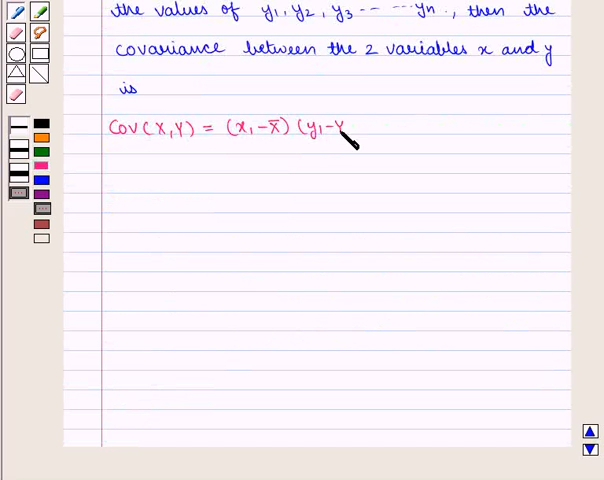 the values of y₁, y₂, y₃ -- ... yn., then the
covariance between the 2 variables x and y
is
Cov(X,Y) = (x₁-x̄) (y₁-Y